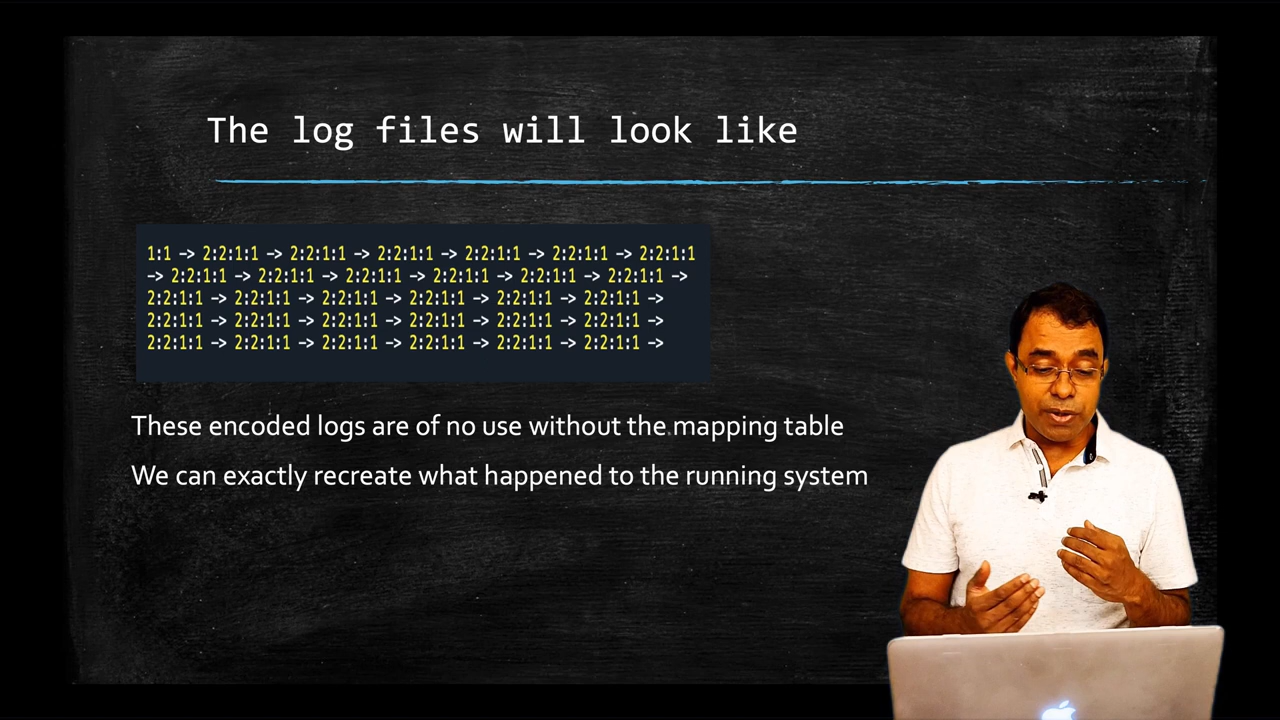 The log files will look like
1:1 -> 2:2:1:1 -> 2:2:1:1 -> 2:2:1:1 -> 2:2:1:1 -> 2:2:1:1 -> 2:2:1:1
-> 2:2:1:1 -> 2:2:1:1 -> 2:2:1:1 -> 2:2:1:1 -> 2:2:1:1 -> 2:2:1:1 ->
2:2:1:1 -> 2:2:1:1 -> 2:2:1:1 -> 2:2:1:1 -> 2:2:1:1 -> 2:2:1:1 ->
2:2:1:1 -> 2:2:1:1 -> 2:2:1:1 -> 2:2:1:1 -> 2:2:1:1 -> 2:2:1:1 ->
2:2:1:1 -> 2:2:1:1 -> 2:2:1:1 -> 2:2:1:1 -> 2:2:1:1 -> 2:2:1:1 ->
These encoded logs are of no use without the mapping table
We can exactly recreate what happened to the running system